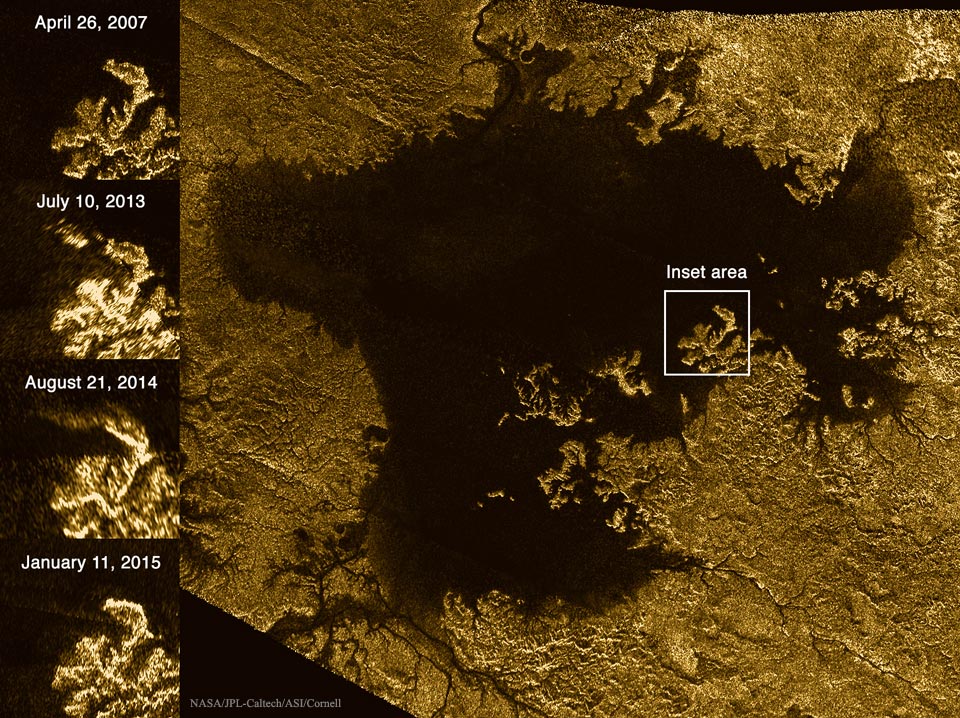 April 26, 2007
July 10, 2013
August 21, 2014
January 11, 2015
Inset area
NASA/JPL-Caltech/ASI/Cornell